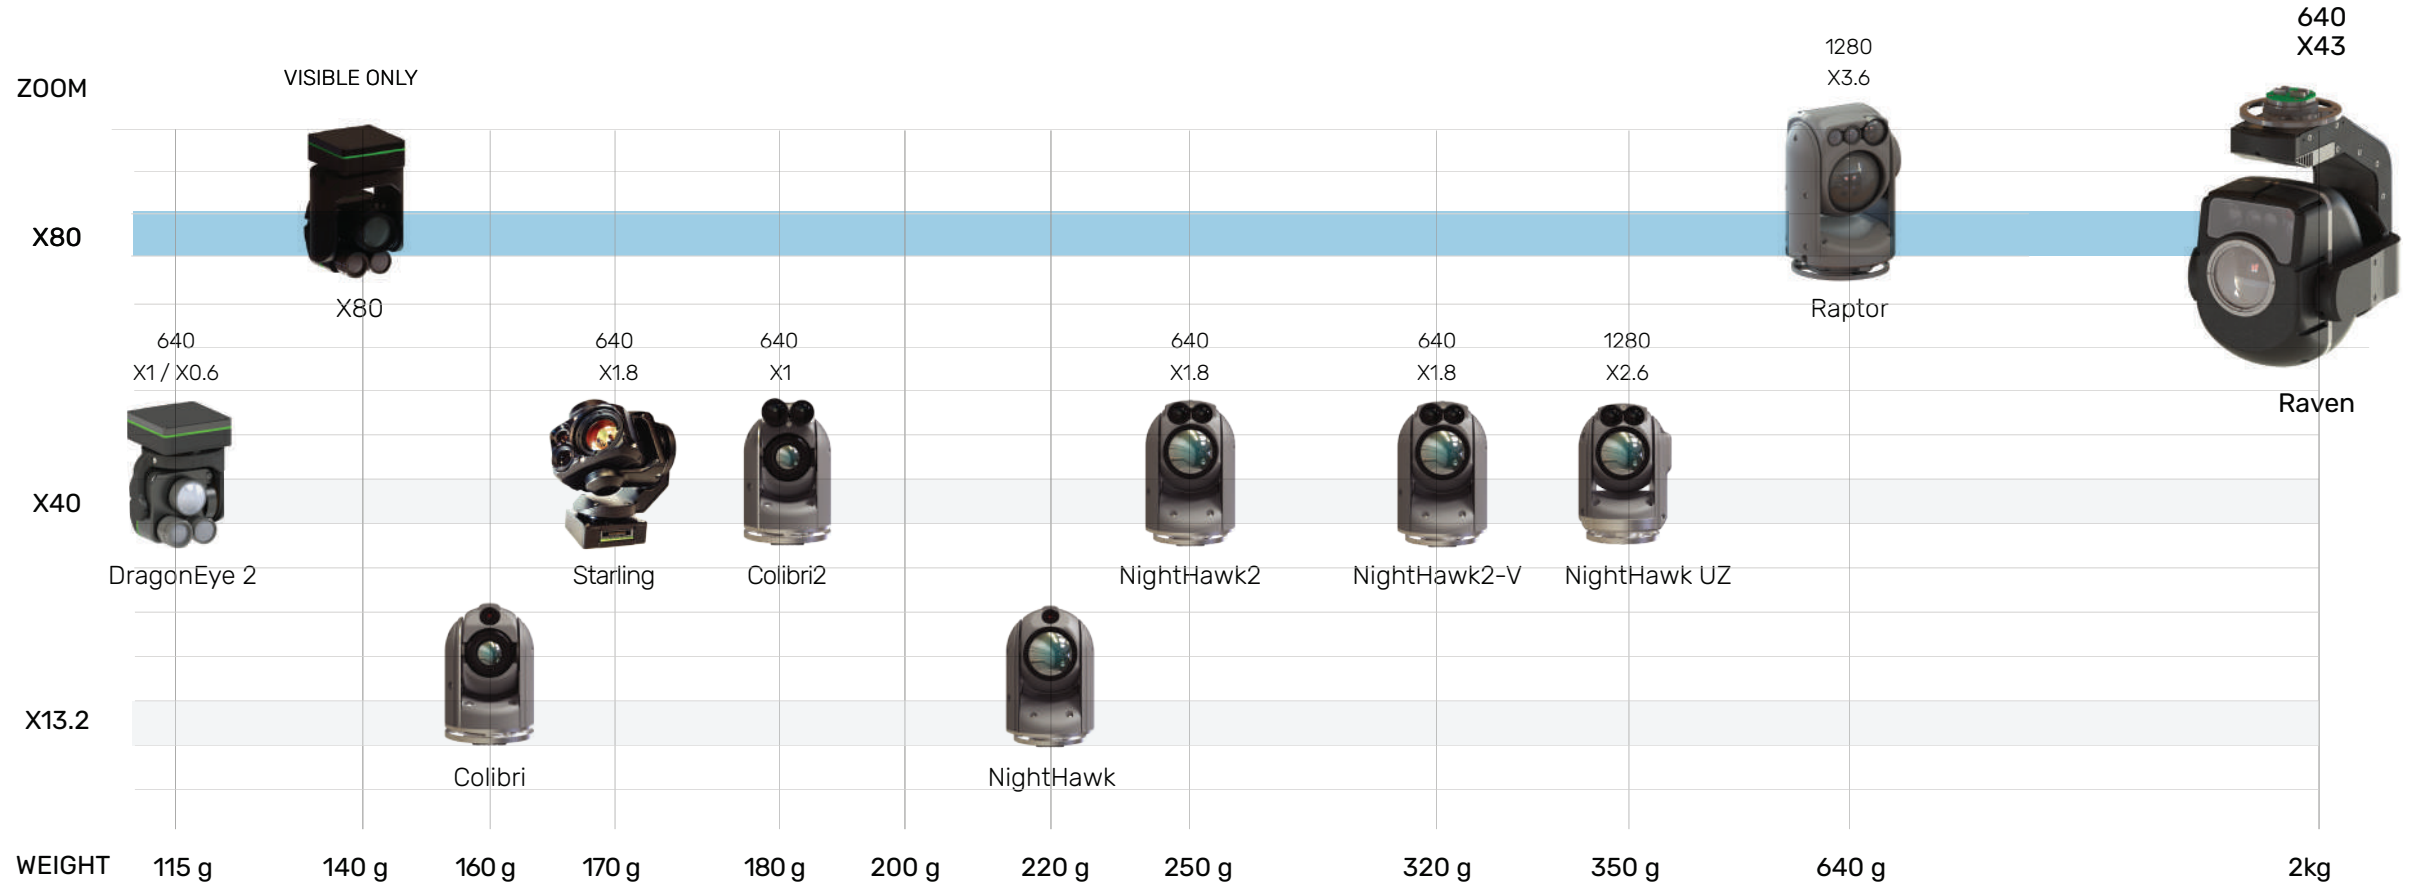 640
X43
1280
X3.6
VISIBLE ONLY
ZOOM
X80
X80
Raptor
640
X1 / X0.6
640
X1.8
640
X1
640
X1.8
640
X1.8
1280
X2.6
Raven
X40
DragonEye 2
Starling
Colibri2
NightHawk2
NightHawk2-V
NightHawk UZ
X13.2
Colibri
NightHawk
WEIGHT 115 g 140 g 160 g 170 g 180 g 200 g 220 g 250 g 320 g 350 g 640 g 2kg